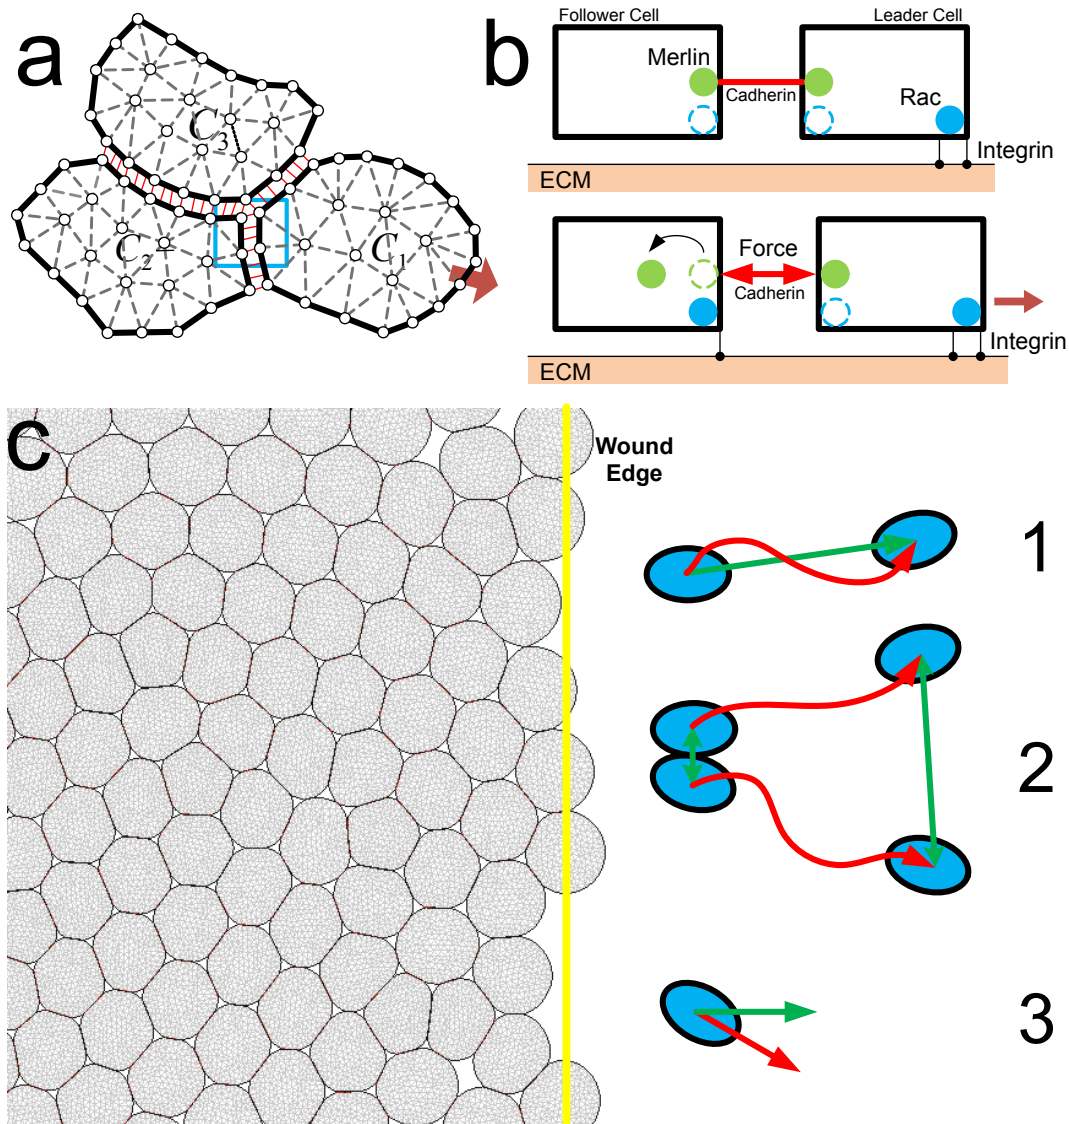 a
C3
C2
C1
b
Follower Cell
Leader Cell
Merlin
Cadherin
Rac
Integrin
ECM
Force
Cadherin
Integrin
ECM
c
Wound
Edge
1
2
3